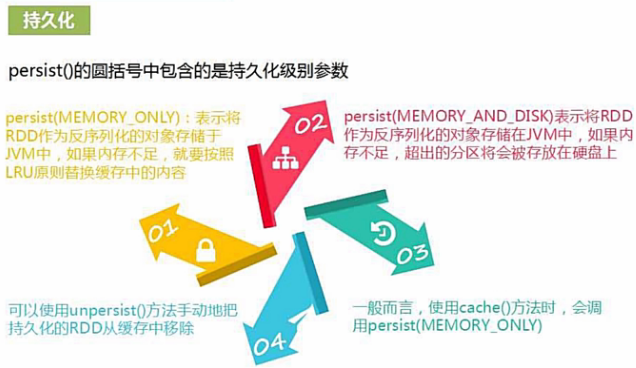 持久化
persist()的圆括号中包含的是持久化级别参数
persist(MEMORY_ONLY)：表示将
RDD作为反序列化的对象存储于
JVM中，如果内存不足，就要按照
LRU原则替换缓存中的内容
01
02
persist(MEMORY_AND_DISK)表示将RDD
作为反序列化的对象存储在JVM中，如果内
存不足，超出的分区将会被存放在硬盘上
03
一般而言，使用cache()方法时，会调
用persist(MEMORY_ONLY)
可以使用unpersist()方法手动地把
持久化的RDD从缓存中移除
04